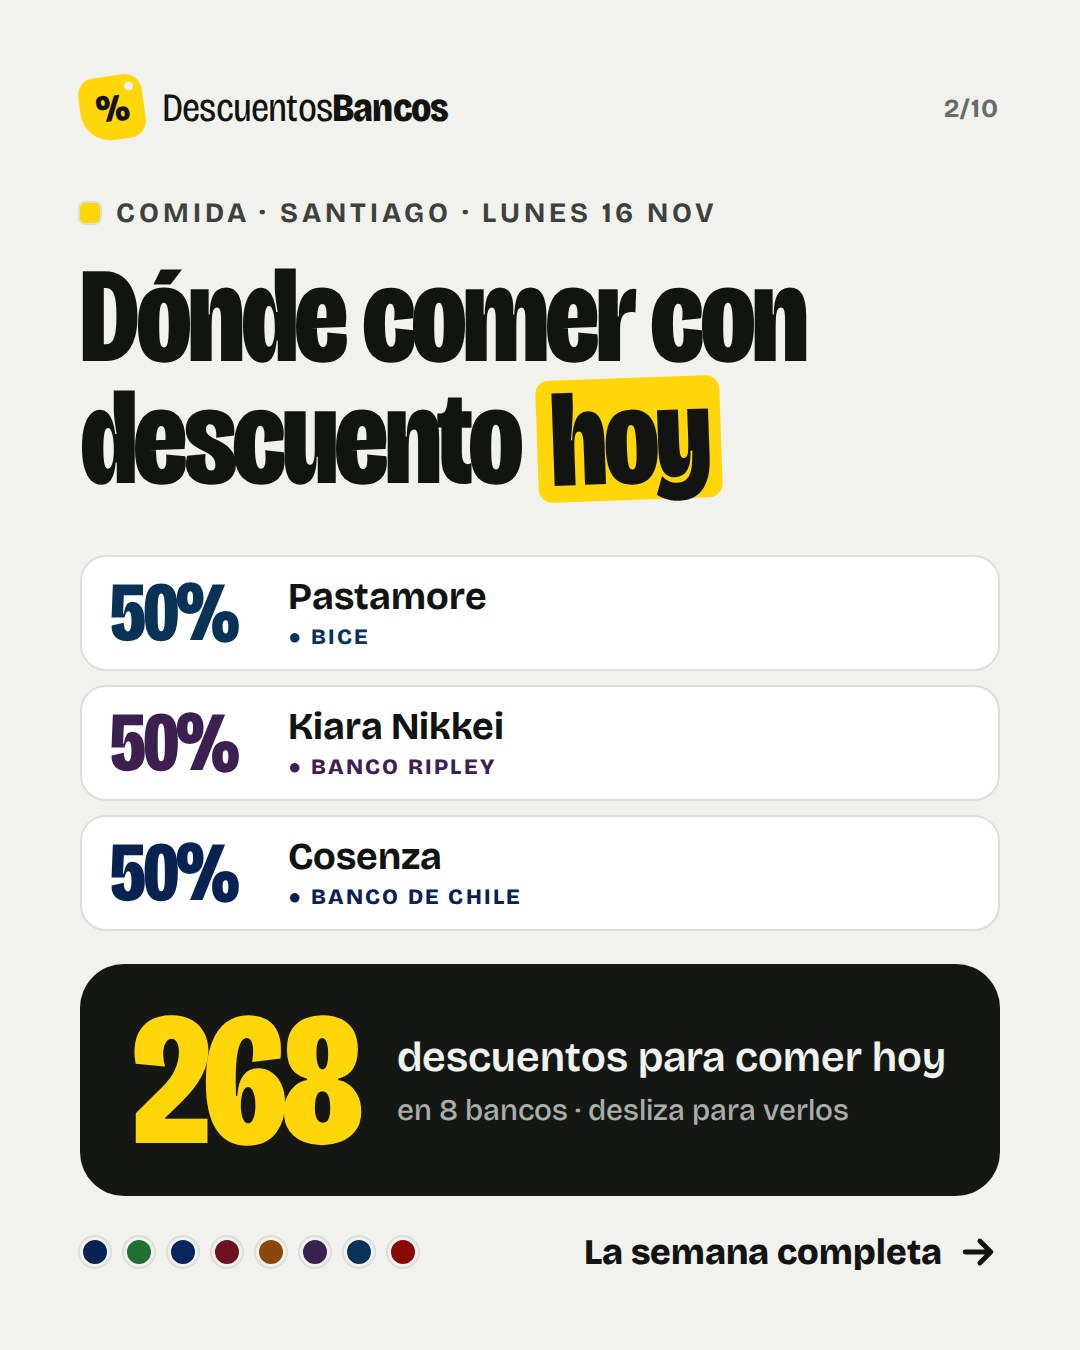 %
DescuentosBancos
2/10
COMIDA · SANTIAGO · LUNES 16 NOV
Dónde comer con
descuento hoy
50%
Pastamore
• BICE
50%
Kiara Nikkei
• BANCO RIPLEY
50%
Cosenza
• BANCO DE CHILE
268
descuentos para comer hoy
en 8 bancos · desliza para verlos
La semana completa →